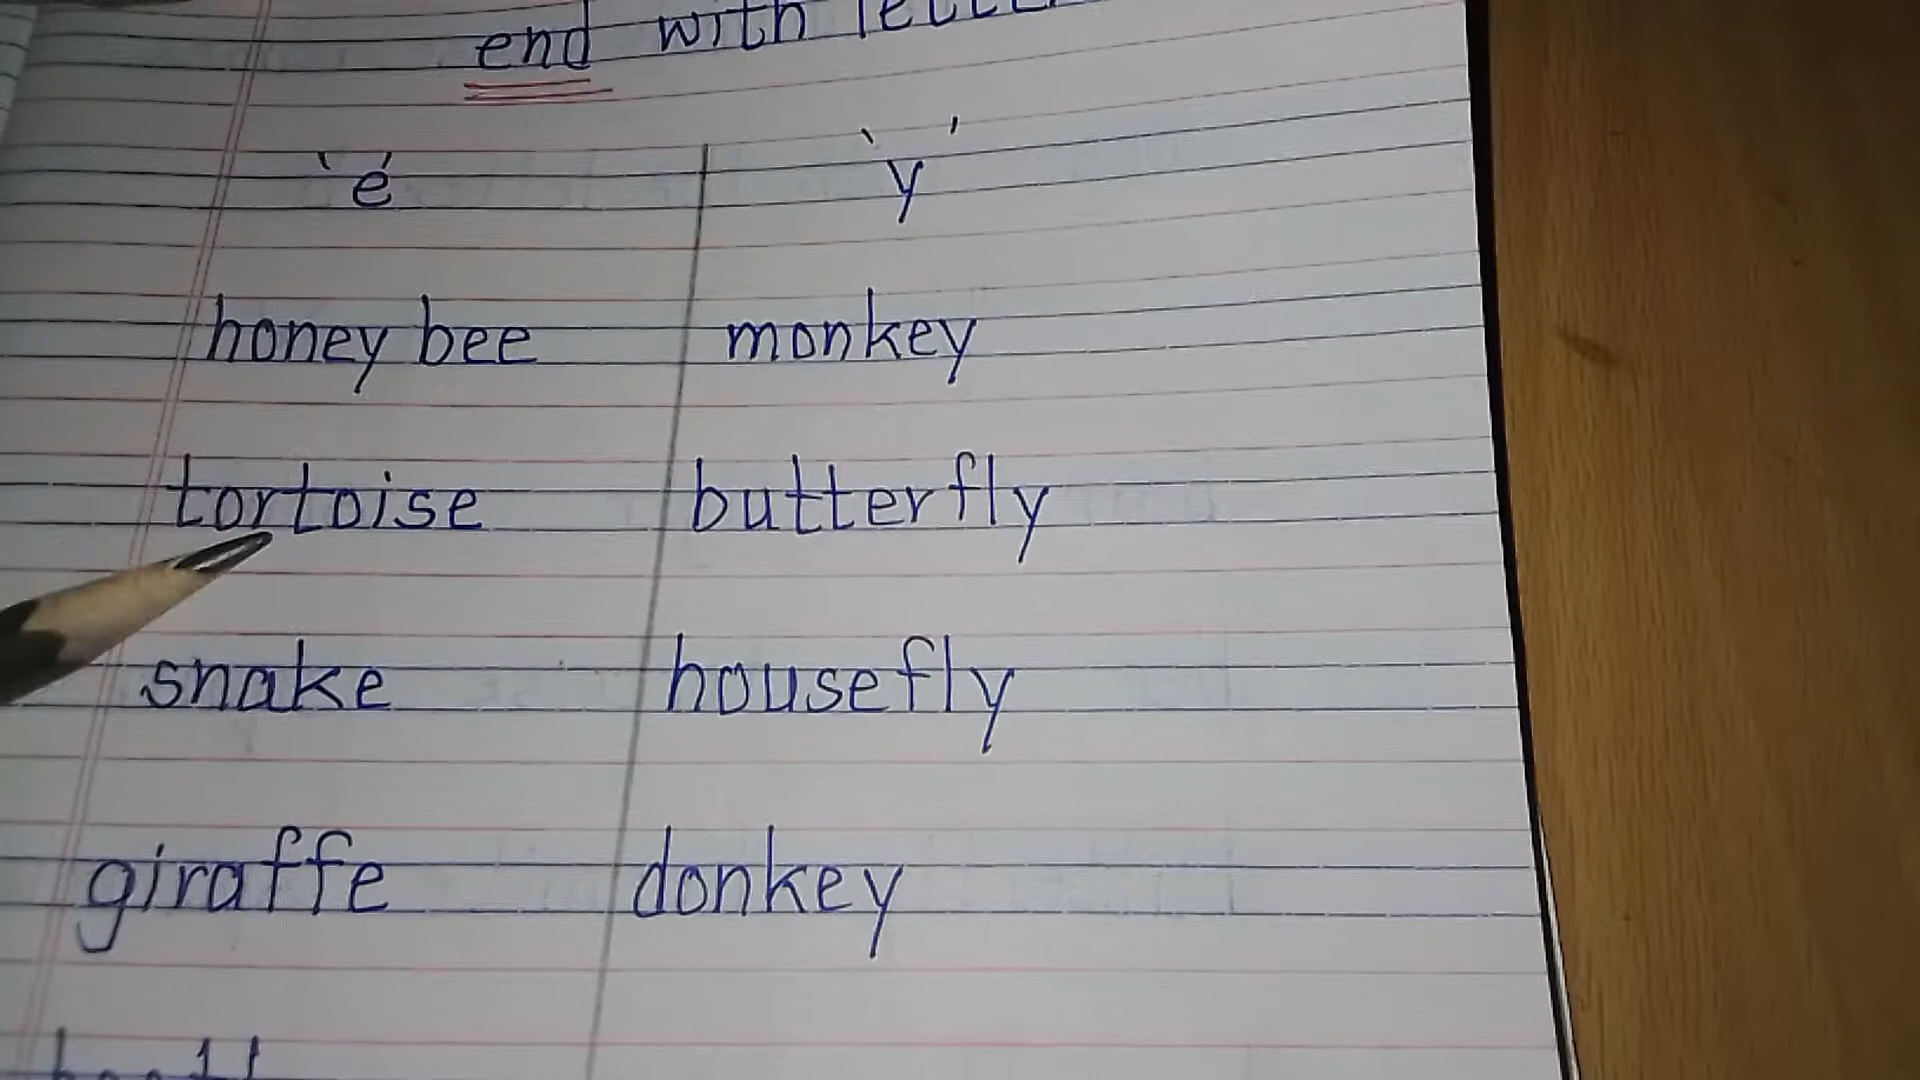 end with
'e' 'y'
honey bee monkey
tortoise butterfly
snake housefly
giraffe donkey